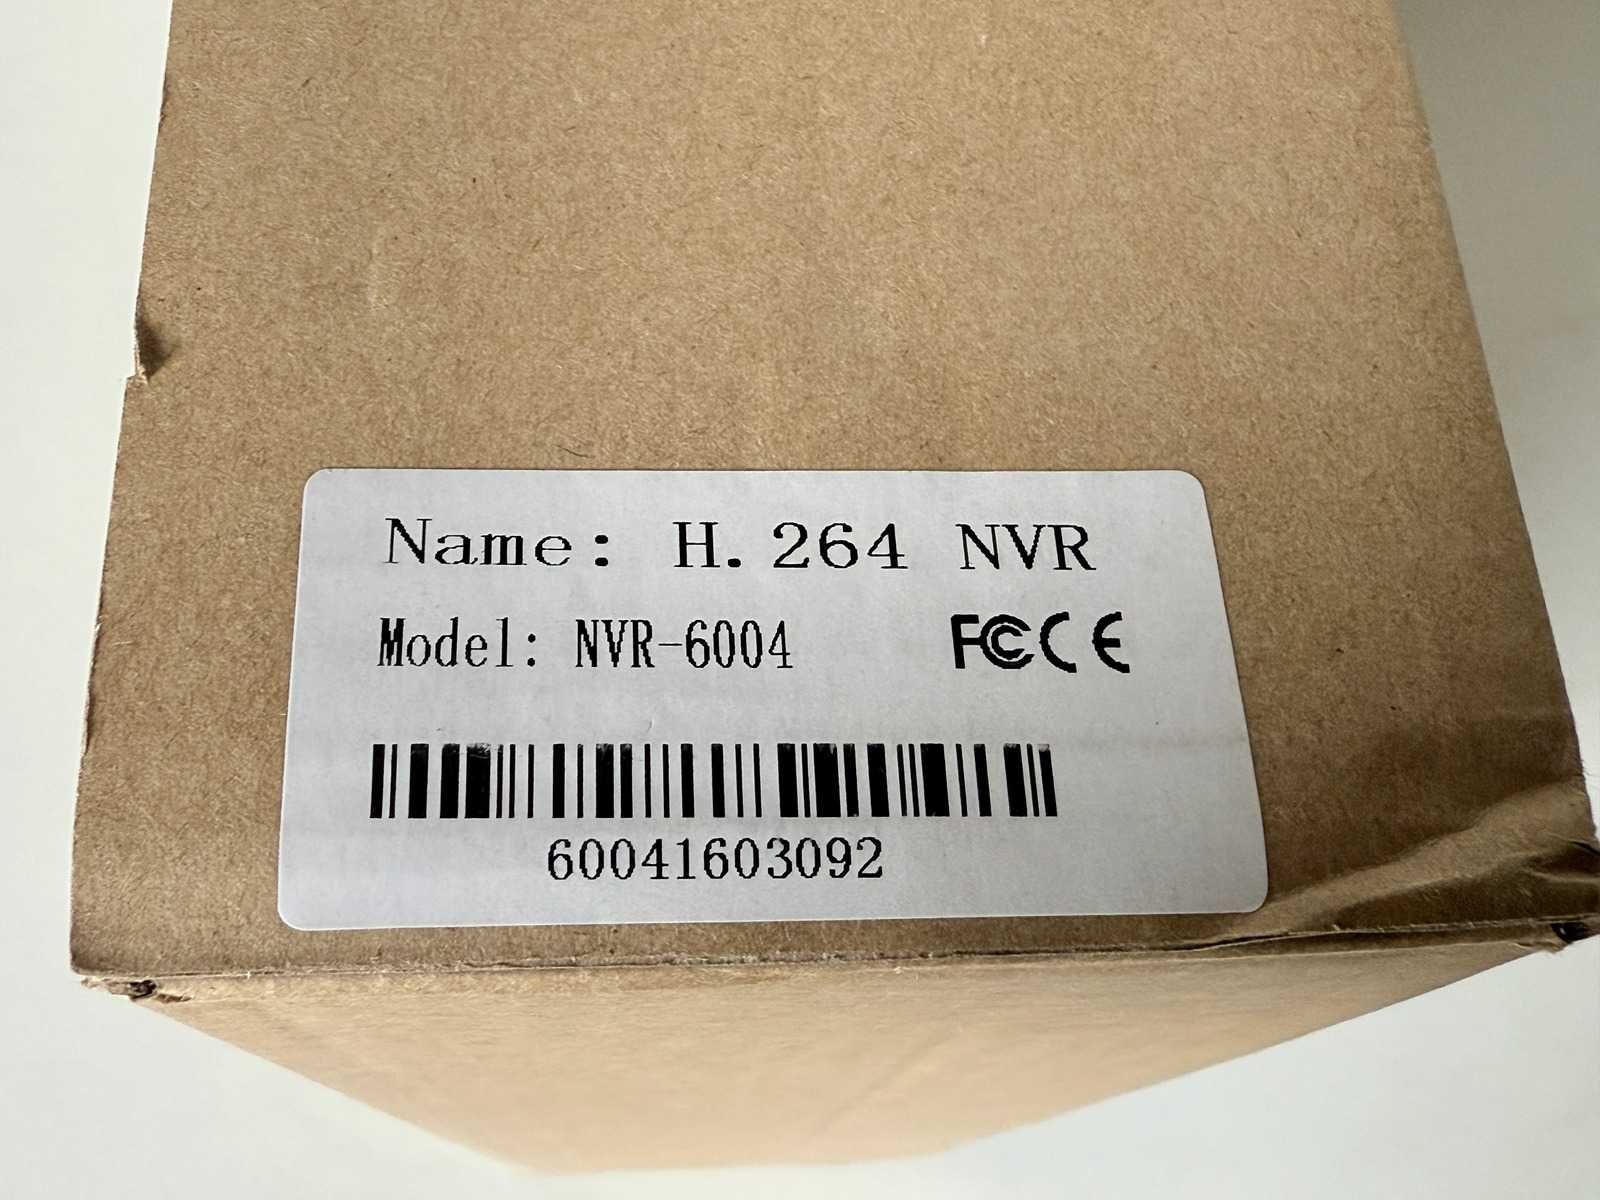 Name: H.264 NVR
Model: NVR-6004 FC CE
60041603092